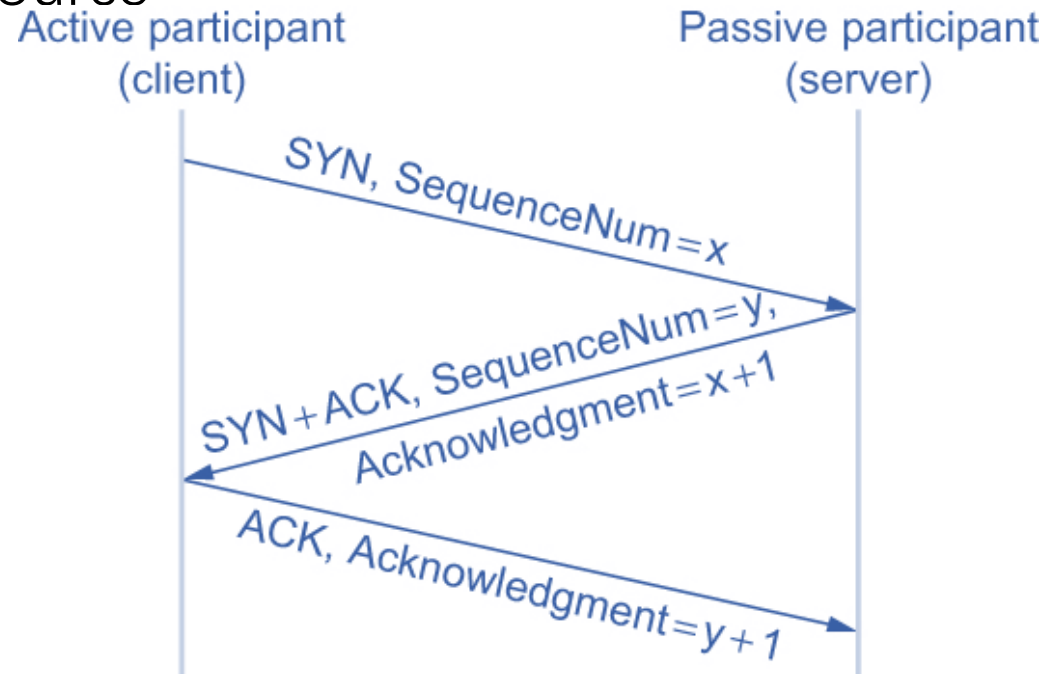 Active participant
(client)
Passive participant
(server)
SYN, SequenceNum=x
SYN+ACK, SequenceNum=y,
Acknowledgment=x+1
ACK, Acknowledgment=y+1